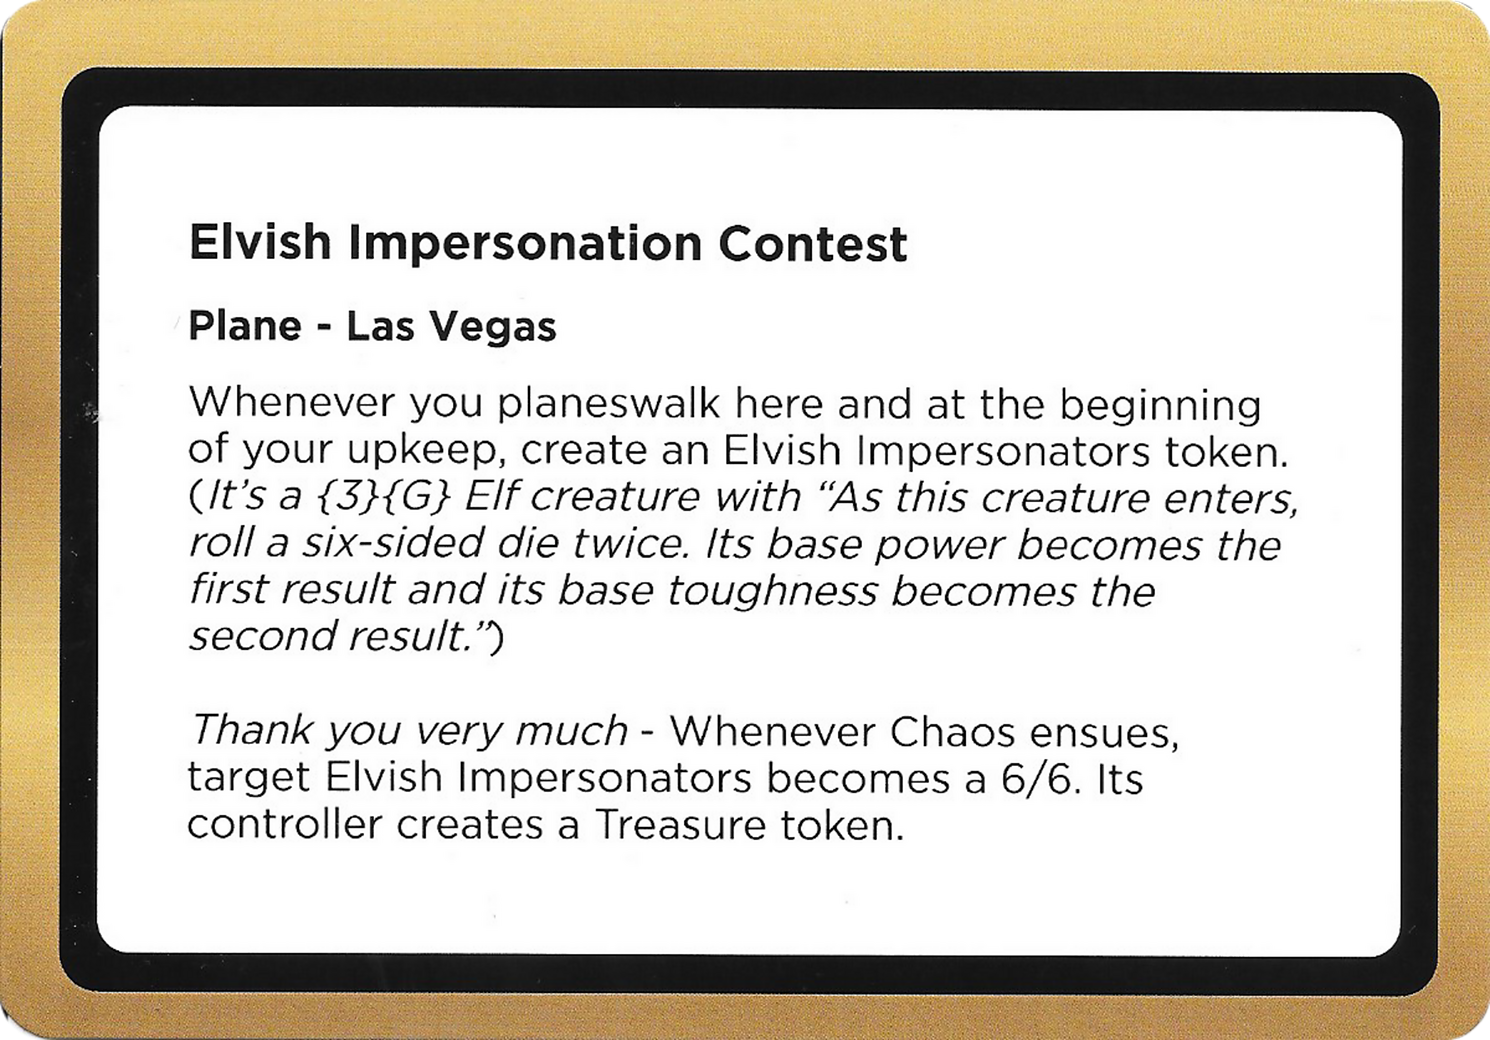 Elvish Impersonation Contest
Plane - Las Vegas
Whenever you planeswalk here and at the beginning
of your upkeep, create an Elvish Impersonators token.
(It's a {3}{G} Elf creature with “As this creature enters,
roll a six-sided die twice. Its base power becomes the
first result and its base toughness becomes the
second result.”)
Thank you very much - Whenever Chaos ensues,
target Elvish Impersonators becomes a 6/6. Its
controller creates a Treasure token.